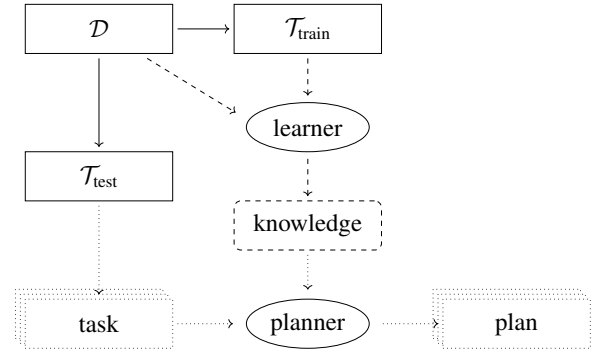 𝒟
𝒯train
learner
𝒯test
knowledge
task
planner
plan